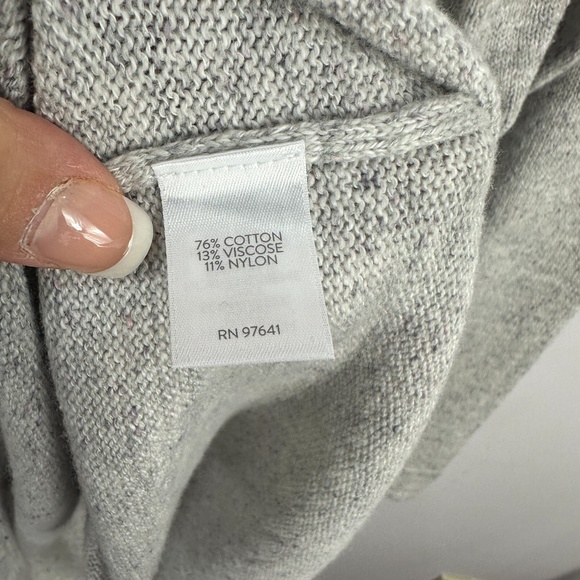 76% COTTON
13% VISCOSE
11% NYLON
RN 97641